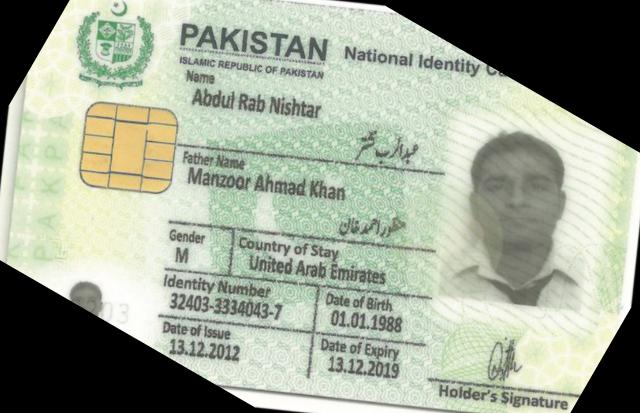 PAKISTAN National Identity
ISLAMIC REPUBLIC OF PAKISTAN
Name
Abdul Rab Nishtar
عبدالرب نشتر
Father Name
Manzoor Ahmad Khan
منظور احمد خان
Gender Country of Stay
M United Arab Emirates
Identity Number Date of Birth
32403-3334043-7 01.01.1988
Date of Issue Date of Expiry
13.12.2012 13.12.2019
Holder's Signature